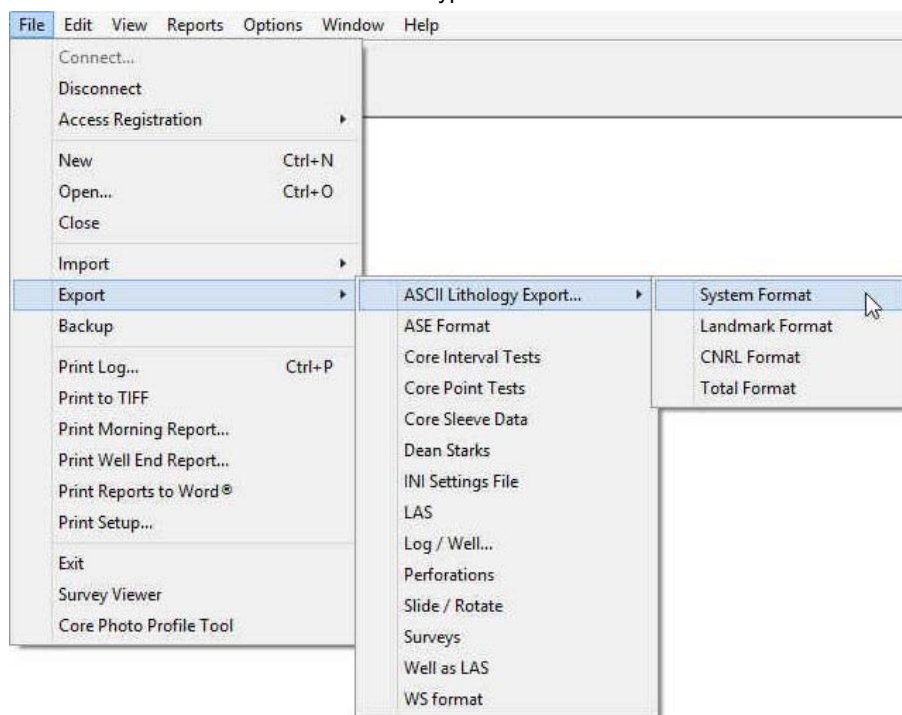 File Edit View Reports Options Window Help
Connect...
Disconnect
Access Registration
New Ctrl+N
Open... Ctrl+O
Close
Import
Export
Backup
Print Log... Ctrl+P
Print to TIFF
Print Morning Report...
Print Well End Report...
Print Reports to Word®
Print Setup...
Exit
Survey Viewer
Core Photo Profile Tool
ASCII Lithology Export...
ASE Format
Core Interval Tests
Core Point Tests
Core Sleeve Data
Dean Starks
INI Settings File
LAS
Log / Well...
Perforations
Slide / Rotate
Surveys
Well as LAS
WS format
System Format
Landmark Format
CNRL Format
Total Format